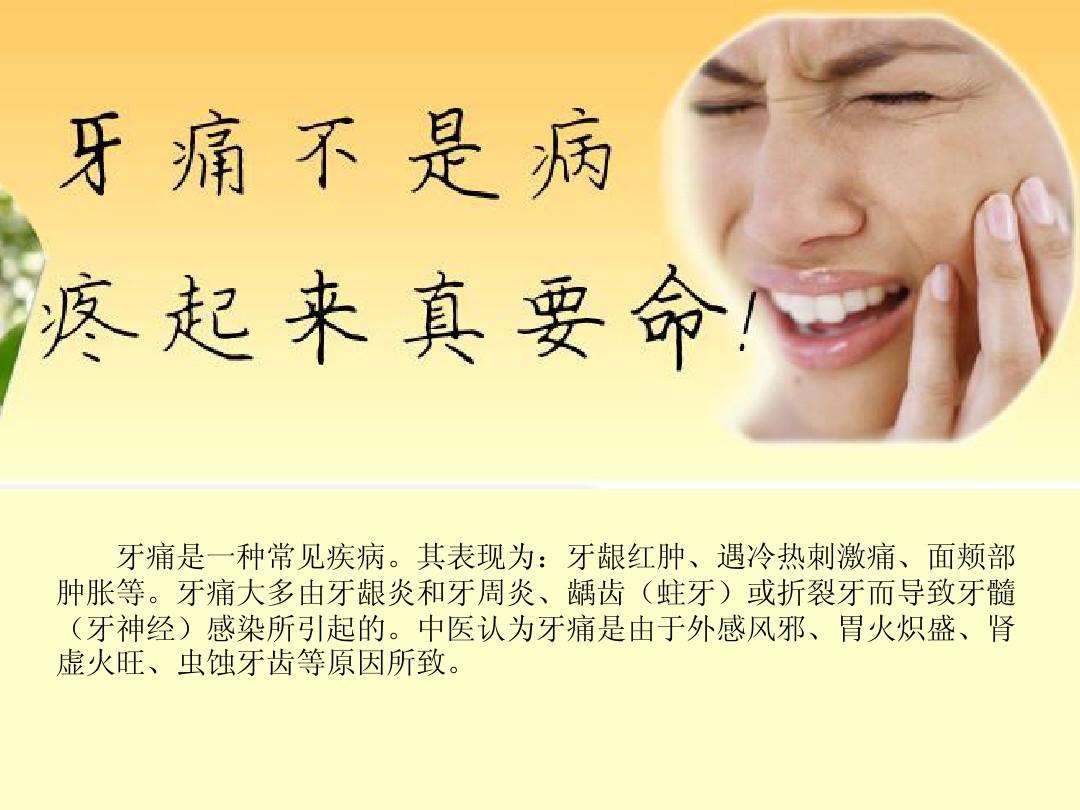 牙痛不是病
疼起来真要命!
牙痛是一种常见疾病。其表现为：牙龈红肿、遇冷热刺激痛、面颊部
肿胀等。牙痛大多由牙龈炎和牙周炎、龋齿（蛀牙）或折裂牙而导致牙髓
（牙神经）感染所引起的。中医认为牙痛是由于外感风邪、胃火炽盛、肾
虚火旺、虫蚀牙齿等原因所致。